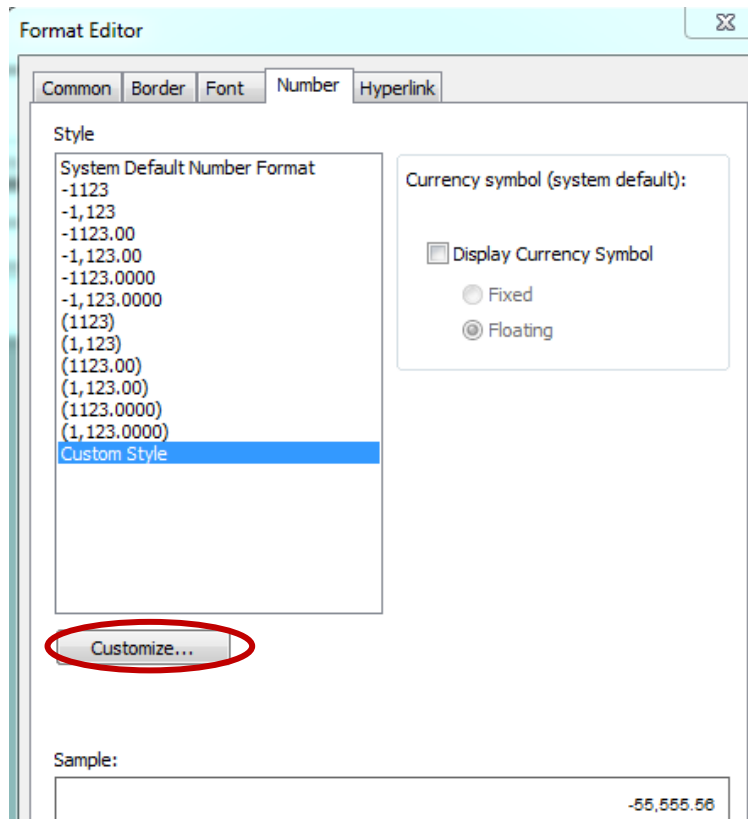 Format Editor
Common Border Font Number Hyperlink
Style
System Default Number Format
-1123
-1,123
-1123.00
-1,123.00
-1123.0000
-1,123.0000
(1123)
(1,123)
(1123.00)
(1,123.00)
(1123.0000)
(1,123.0000)
Custom Style
Currency symbol (system default):
Display Currency Symbol
Fixed
Floating
Customize...
Sample:
-55,555.56